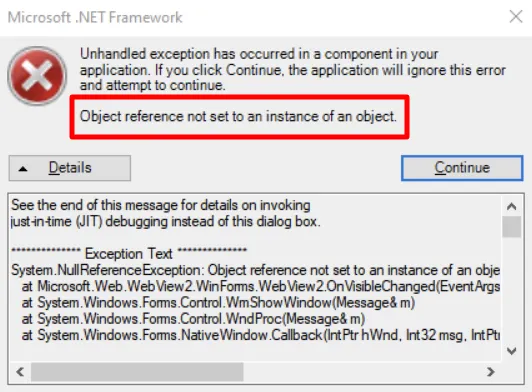 Microsoft .NET Framework
Unhandled exception has occurred in a component in your
application. If you click Continue, the application will ignore this error
and attempt to continue.
Object reference not set to an instance of an object.
Details
Continue
See the end of this message for details on invoking
just-in-time (JIT) debugging instead of this dialog box.
************** Exception Text **************
System.NullReferenceException: Object reference not set to an instance of an obje
at Microsoft.Web.WebView2.WinForms.WebView2.OnVisibleChanged(EventArgs
at System.Windows.Forms.Control.WmShowWindow(Message& m)
at System.Windows.Forms.Control.WndProc(Message& m)
at System.Windows.Forms.NativeWindow.Callback(IntPtr hWnd, Int32 msg, IntPt